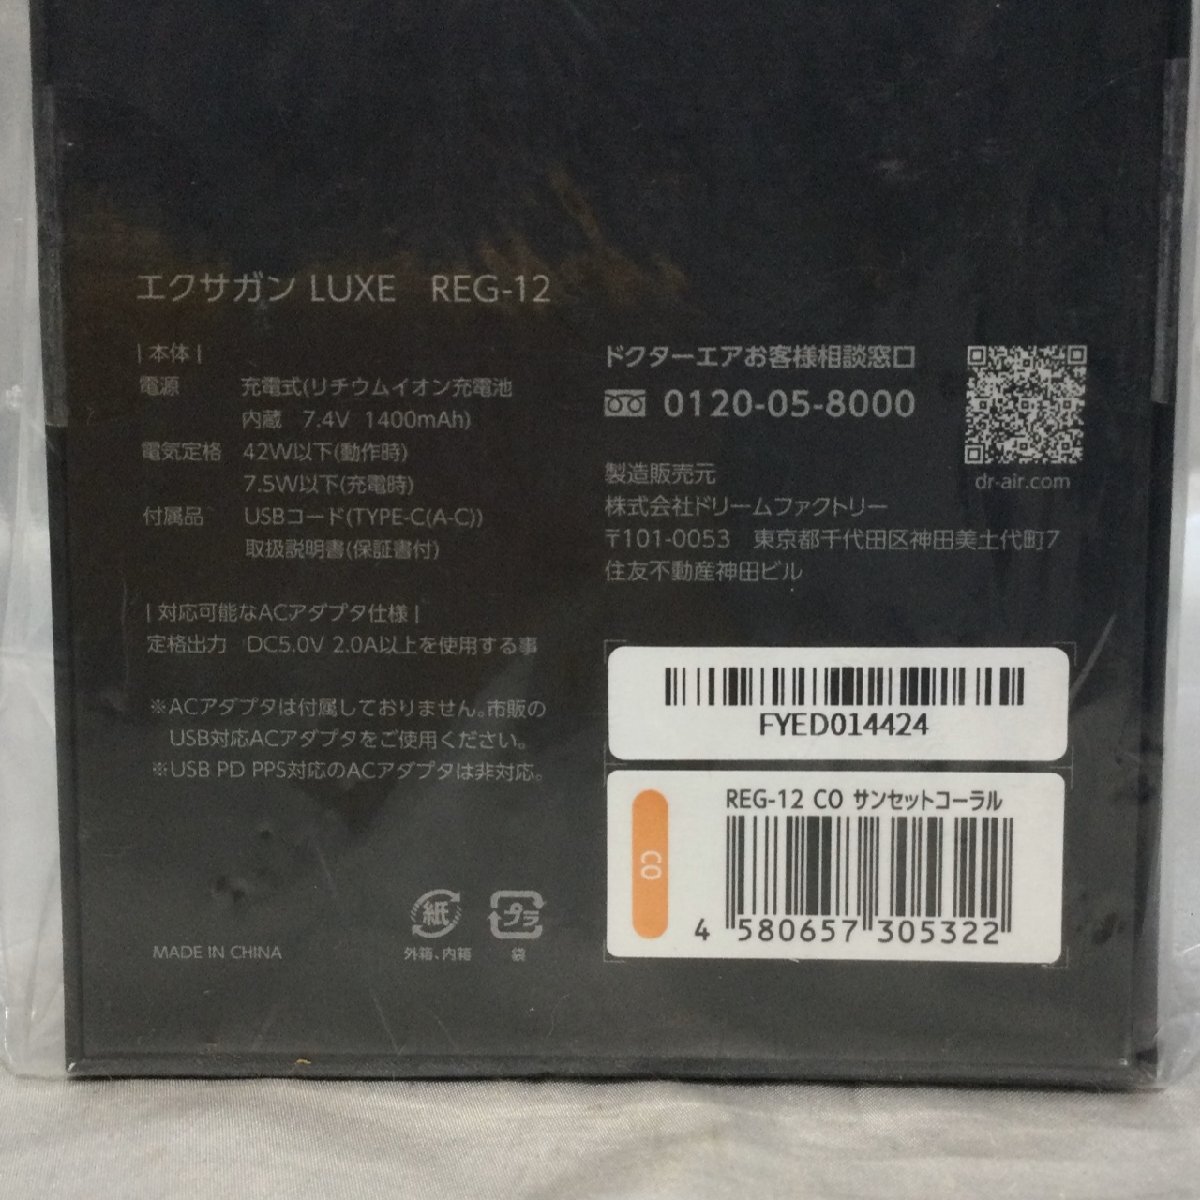 エクサガン LUXE REG-12
| 本体 |
電源 充電式(リチウムイオン充電池
内蔵 7.4V 1400mAh)
電気定格 42W以下(動作時)
7.5W以下(充電時)
付属品 USBコード(TYPE-C(A-C))
取扱説明書(保証書付)
| 対応可能なACアダプタ仕様 |
定格出力 DC5.0V 2.0A以上を使用する事
※ACアダプタは付属しておりません。市販の
USB対応ACアダプタをご使用ください。
※USB PD PPS対応のACアダプタは非対応。
MADE IN CHINA
紙
外箱、内箱
プラ
袋
ドクターエアお客様相談窓口
0120-05-8000
dr-air.com
製造販売元
株式会社ドリームファクトリー
〒101-0053 東京都千代田区神田美土代町7
住友不動産神田ビル
FYED014424
REG-12 CO サンセットコーラル
CO
4 580657 305322